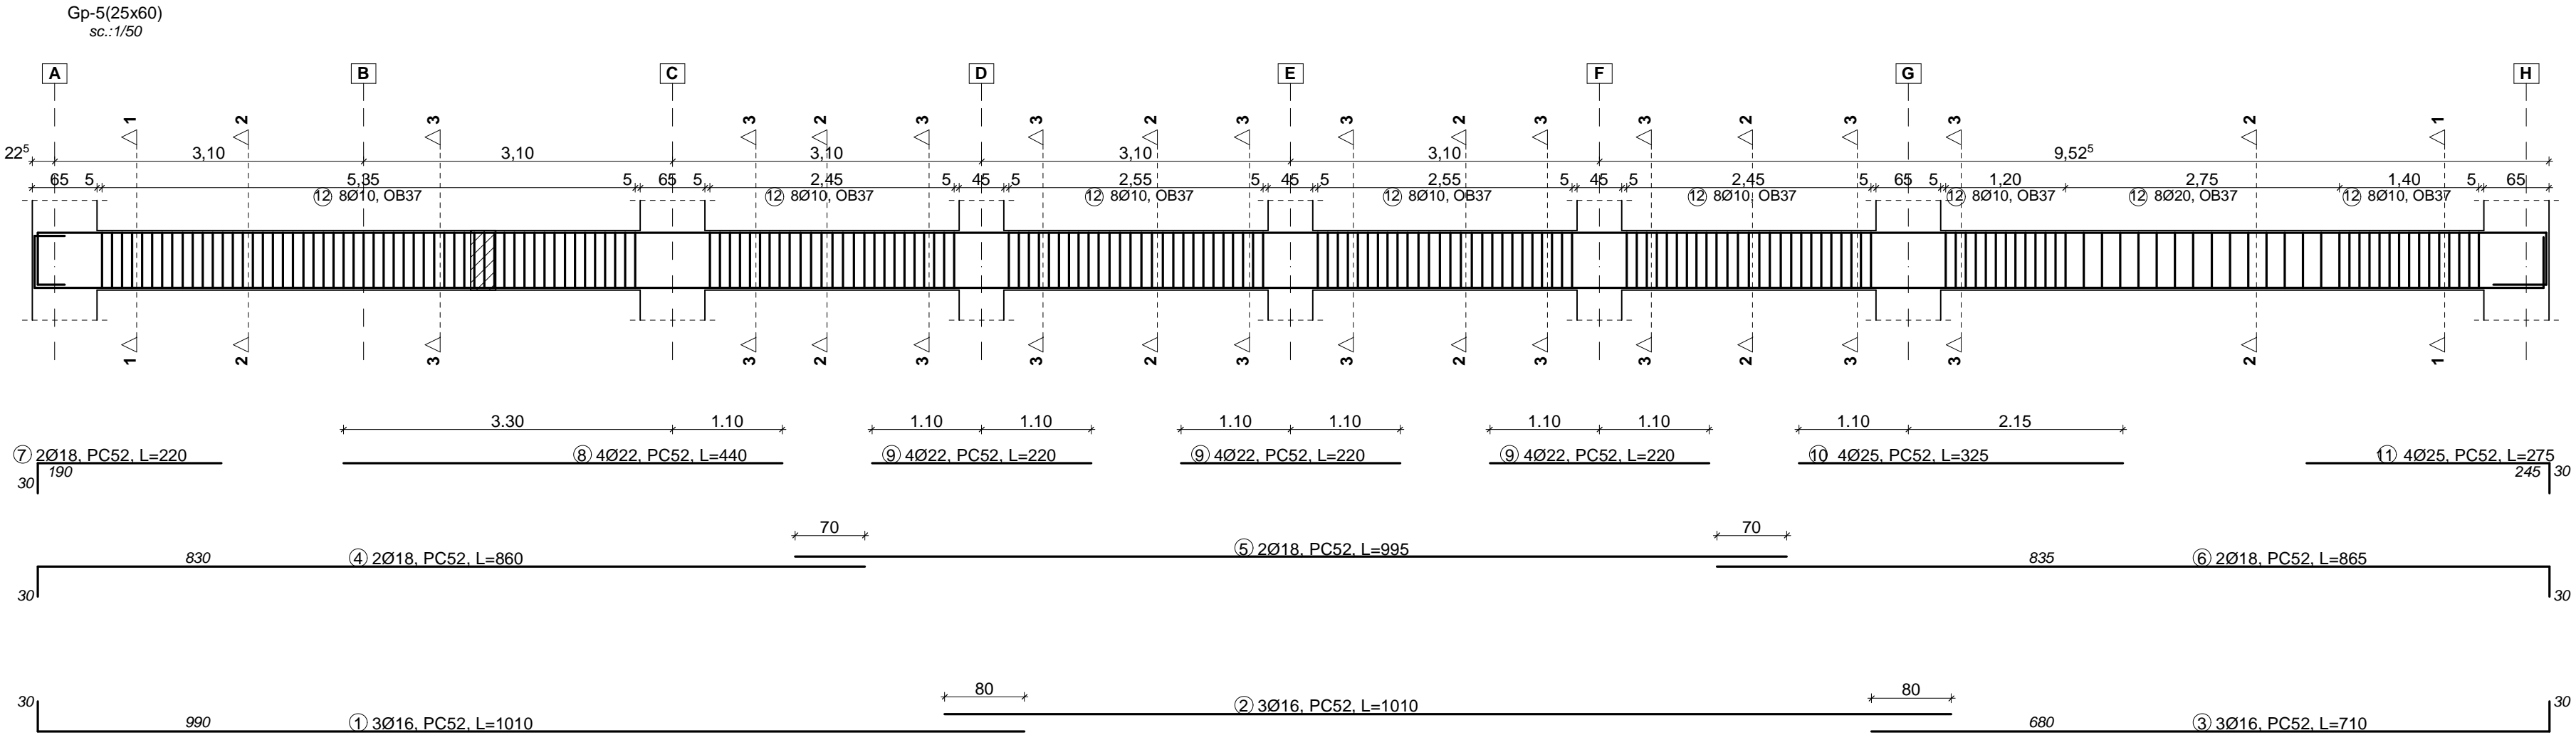 Gp-5(25x60)
sc.:1/50
A B C D E F G H
1 2 3 3 2 3 3 2 3 3 2 3 3 2 3 3 2 1
22⁵ 3,10 3,10 3,10 3,10 3,10 9,52⁵
65 5 5,35 5 65 5 2,45 5 45 5 2,55 5 45 5 2,55 5 45 5 2,45 5 65 5 1,20 2,75 1,40 5 65
12 8Ø10, OB37 12 8Ø10, OB37 12 8Ø10, OB37 12 8Ø10, OB37 12 8Ø10, OB37 12 8Ø10, OB37 12 8Ø20, OB37 12 8Ø10, OB37
1 2 3 3 2 3 3 2 3 3 2 3 3 2 3 3 2 1
3.30 1.10 1.10 1.10 1.10 1.10 1.10 1.10 1.10 2.15
7 2Ø18, PC52, L=220 8 4Ø22, PC52, L=440 9 4Ø22, PC52, L=220 9 4Ø22, PC52, L=220 9 4Ø22, PC52, L=220 10 4Ø25, PC52, L=325 11 4Ø25, PC52, L=275
30 190 245 30
70 70
830 4 2Ø18, PC52, L=860 5 2Ø18, PC52, L=995 835 6 2Ø18, PC52, L=865
30 30
80 80
30 990 1 3Ø16, PC52, L=1010 2 3Ø16, PC52, L=1010 680 3 3Ø16, PC52, L=710 30